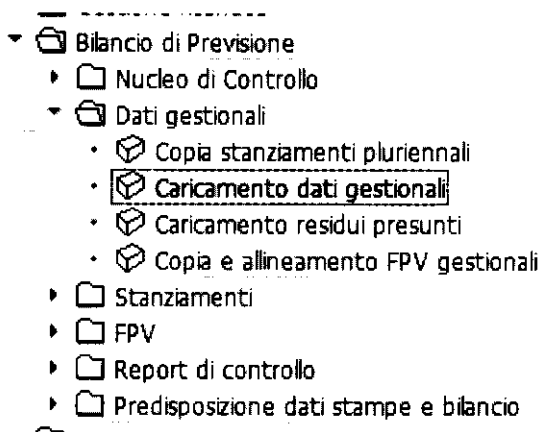 Bilancio di Previsione
Nucleo di Controllo
Dati gestionali
Copia stanziamenti pluriennali
Caricamento dati gestionali
Caricamento residui presunti
Copia e allineamento FPV gestionali
Stanziamenti
FPV
Report di controllo
Predisposizione dati stampe e bilancio